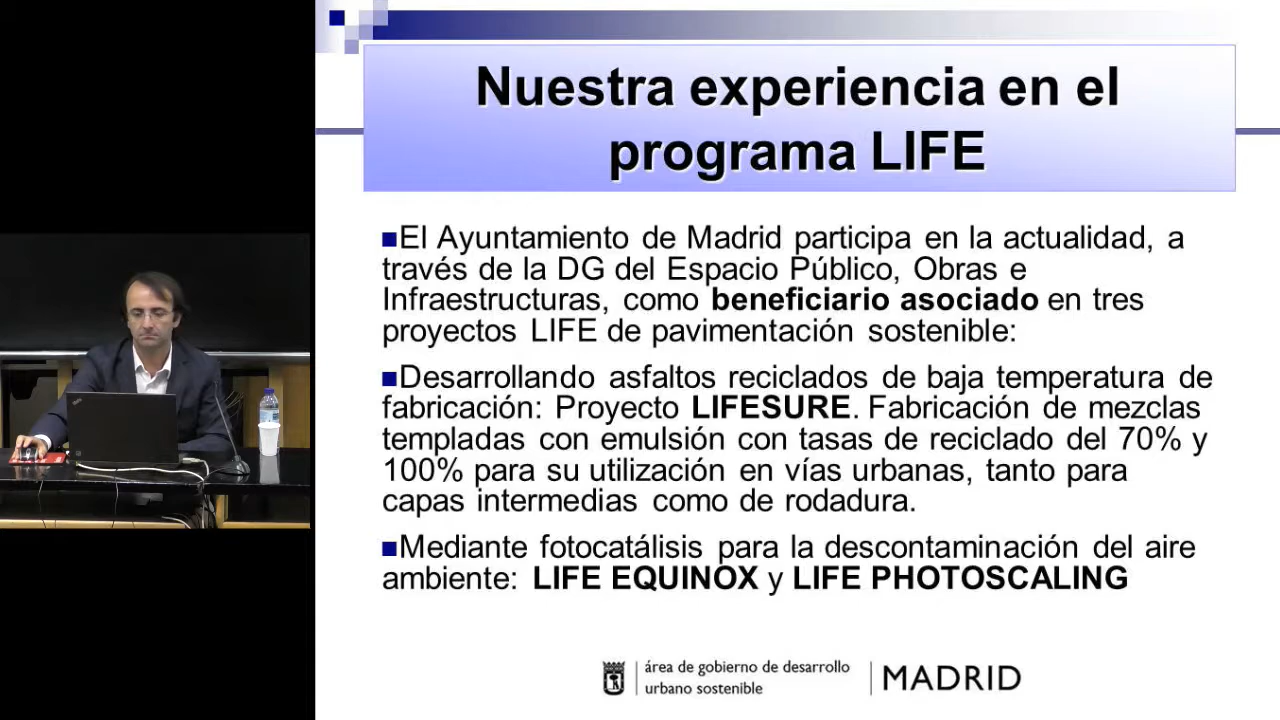 Nuestra experiencia en el
programa LIFE
El Ayuntamiento de Madrid participa en la actualidad, a
través de la DG del Espacio Público, Obras e
Infraestructuras, como beneficiario asociado en tres
proyectos LIFE de pavimentación sostenible:
Desarrollando asfaltos reciclados de baja temperatura de
fabricación: Proyecto LIFESURE. Fabricación de mezclas
templadas con emulsión con tasas de reciclado del 70% y
100% para su utilización en vías urbanas, tanto para
capas intermedias como de rodadura.
Mediante fotocatálisis para la descontaminación del aire
ambiente: LIFE EQUINOX y LIFE PHOTOSCALING
área de gobierno de desarrollo
urbano sostenible
MADRID